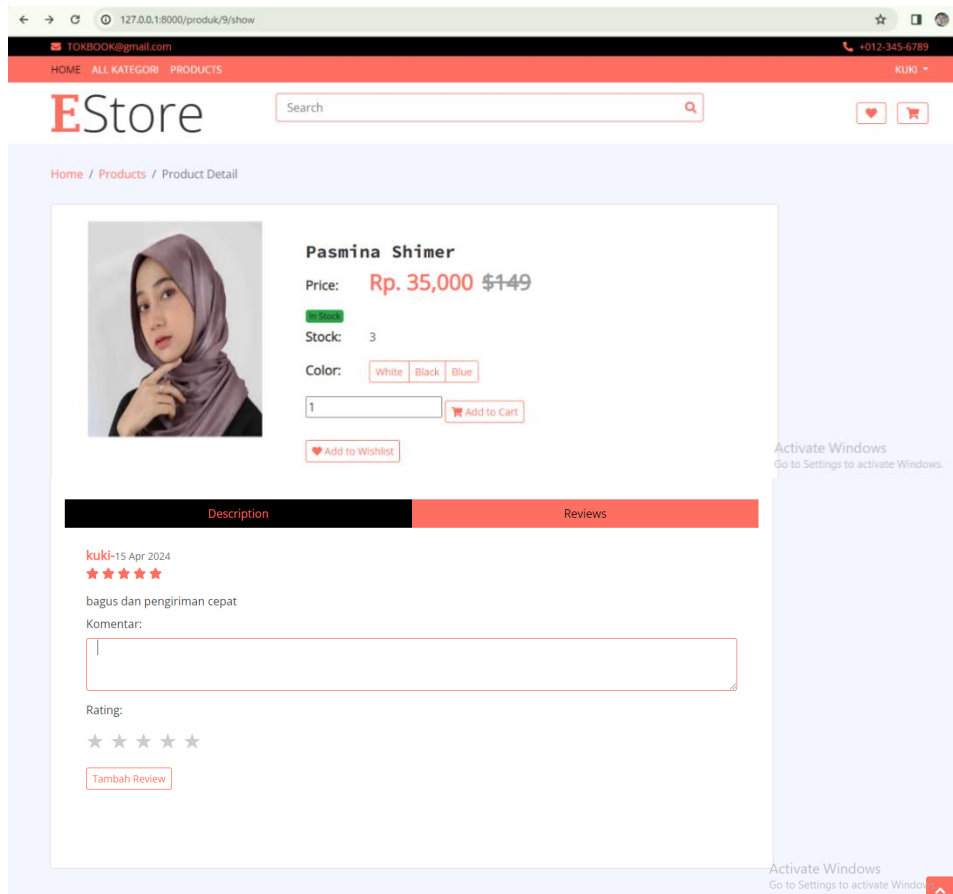 127.0.0.1:8000/produk/9/show
TOKBOOK@gmail.com +012-345-6789
HOME ALL KATEGORI PRODUCTS KUKI
EStore Search
Home / Products / Product Detail
Pasmina Shimer
Price: Rp. 35,000 $149
In Stock
Stock: 3
Color: White Black Blue
1 Add to Cart
Add to Wishlist
Activate Windows
Go to Settings to activate Windows.
Description Reviews
kuki-15 Apr 2024
bagus dan pengiriman cepat
Komentar:
Rating:
Tambah Review
Activate Windows
Go to Settings to activate Window